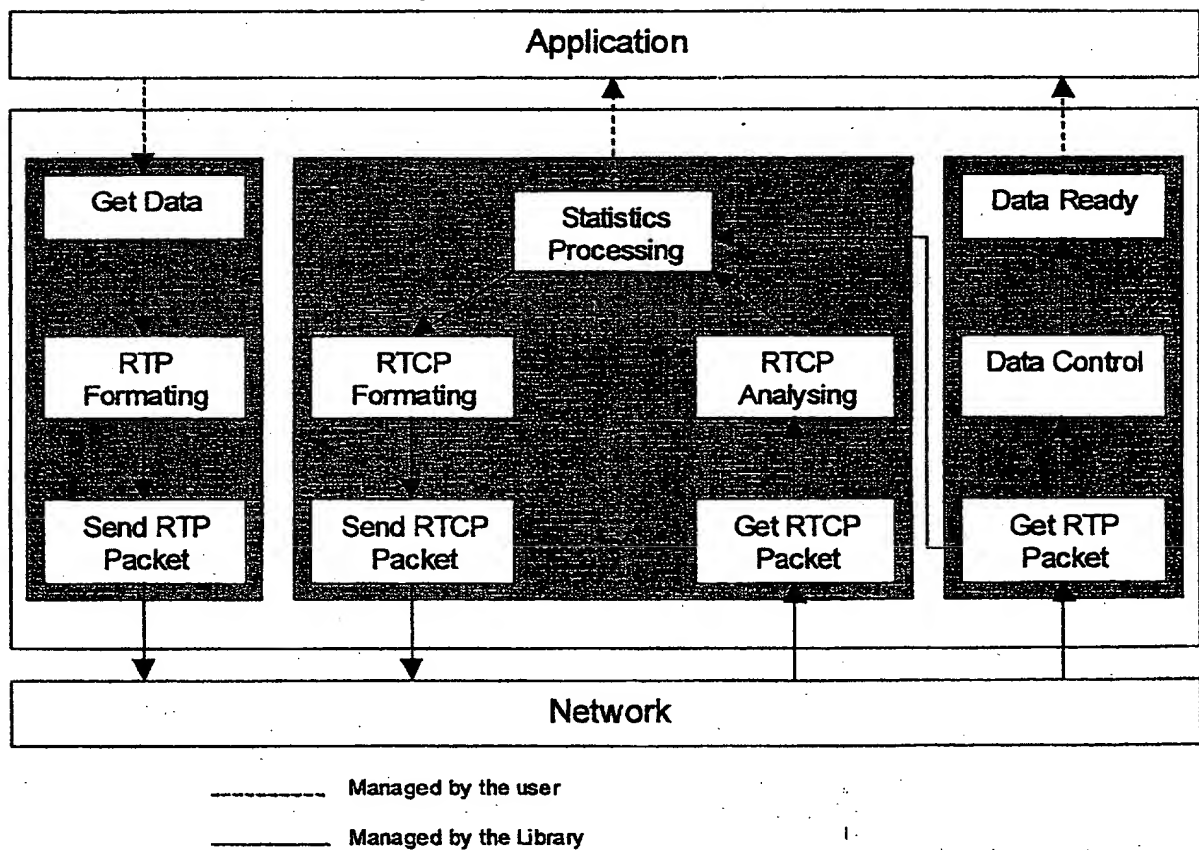 Application
Get Data
Statistics
Processing
Data Ready
RTP
Formating
RTCP
Formating
RTCP
Analysing
Data Control
Send RTP
Packet
Send RTCP
Packet
Get RTCP
Packet
Get RTP
Packet
Network
Managed by the user
Managed by the Library